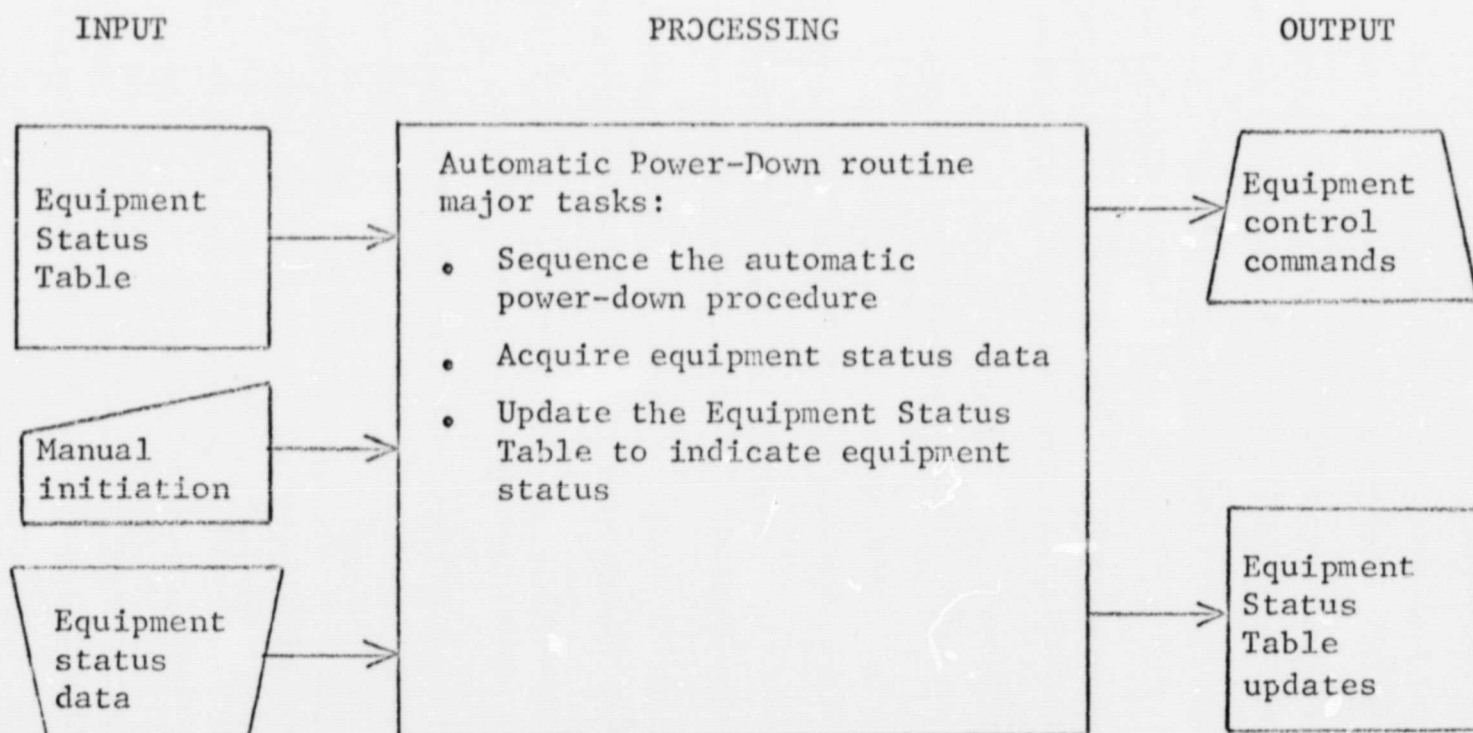 INPUT
PROCESSING
OUTPUT
Equipment
Status
Table
Manual
initiation
Equipment
status
data
Automatic Power-Down routine
major tasks:
• Sequence the automatic
power-down procedure
• Acquire equipment status data
• Update the Equipment Status
Table to indicate equipment
status
Equipment
control
commands
Equipment
Status
Table
updates